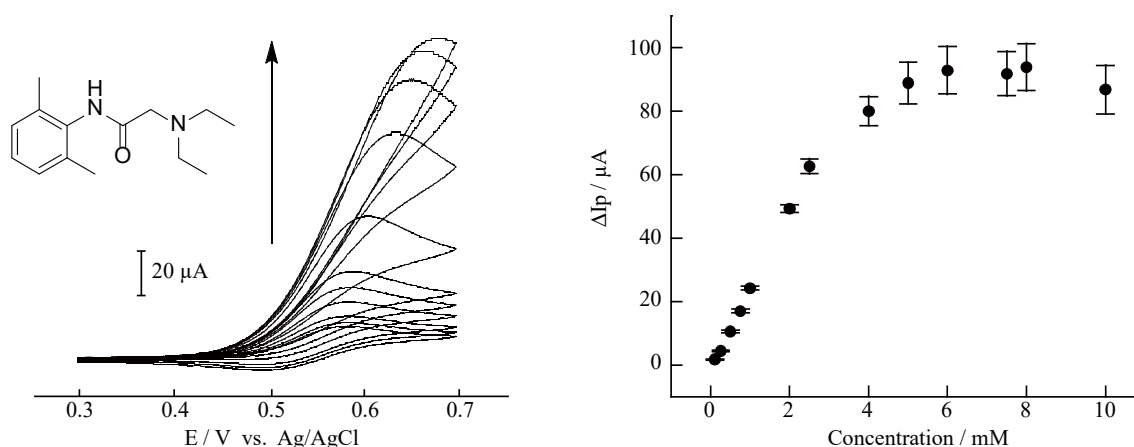 H
N
N
O
20 μA
0.3 0.4 0.5 0.6 0.7
E / V vs. Ag/AgCl
100
80
60
40
20
0
ΔIp / μA
0 2 4 6 8 10
Concentration / mM